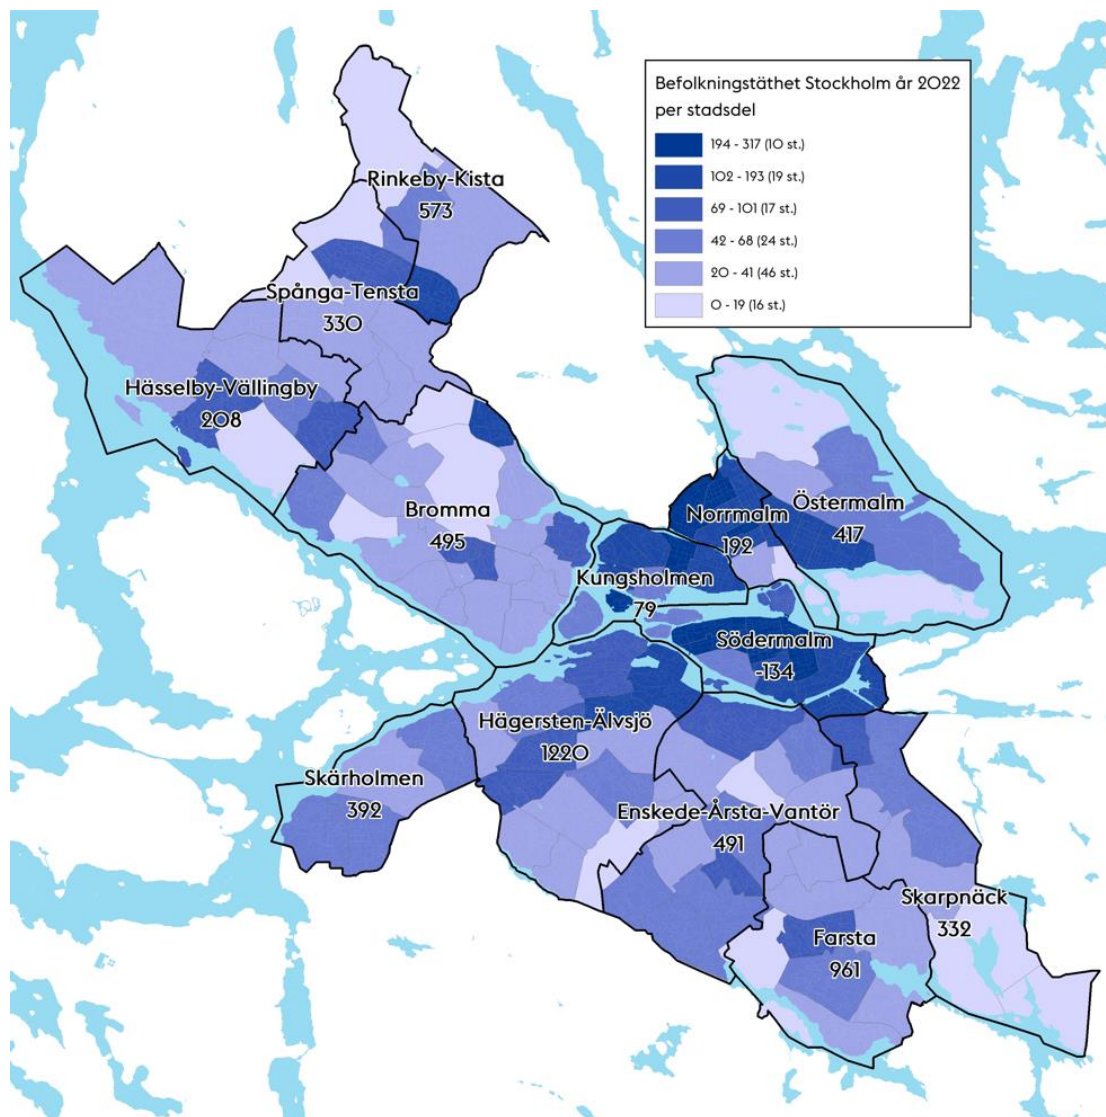 Befolkningstäthet Stockholm år 2022
per stadsdel
194 - 317 (10 st.)
102 - 193 (19 st.)
69 - 101 (17 st.)
42 - 68 (24 st.)
20 - 41 (46 st.)
0 - 19 (16 st.)
Rinkeby-Kista
573
Spånga-Tensta
330
Hässelby-Vällingby
208
Bromma
495
Norrmalm
192
Östermalm
417
Kungsholmen
79
Södermalm
-134
Hägersten-Älvsjö
1220
Skärholmen
392
Enskede-Årsta-Vantör
491
Skarpnäck
332
Farsta
961